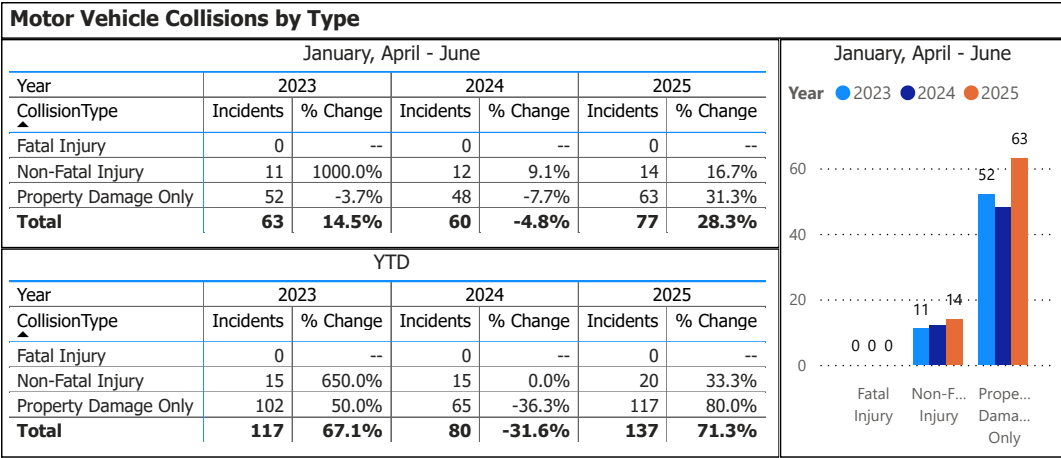 Motor Vehicle Collisions by Type
January, April - June
Year 2023 2024 2025
CollisionType Incidents % Change Incidents % Change Incidents % Change
Fatal Injury 0 -- 0 -- 0 --
Non-Fatal Injury 11 1000.0% 12 9.1% 14 16.7%
Property Damage Only 52 -3.7% 48 -7.7% 63 31.3%
Total 63 14.5% 60 -4.8% 77 28.3%
YTD
Year 2023 2024 2025
CollisionType Incidents % Change Incidents % Change Incidents % Change
Fatal Injury 0 -- 0 -- 0 --
Non-Fatal Injury 15 650.0% 15 0.0% 20 33.3%
Property Damage Only 102 50.0% 65 -36.3% 117 80.0%
Total 117 67.1% 80 -31.6% 137 71.3%
January, April - June
Year 2023 2024 2025
63
60
52
40
20
14
11
0 0 0
0
Fatal Non-F... Prope...
Injury Injury Dama...
Only